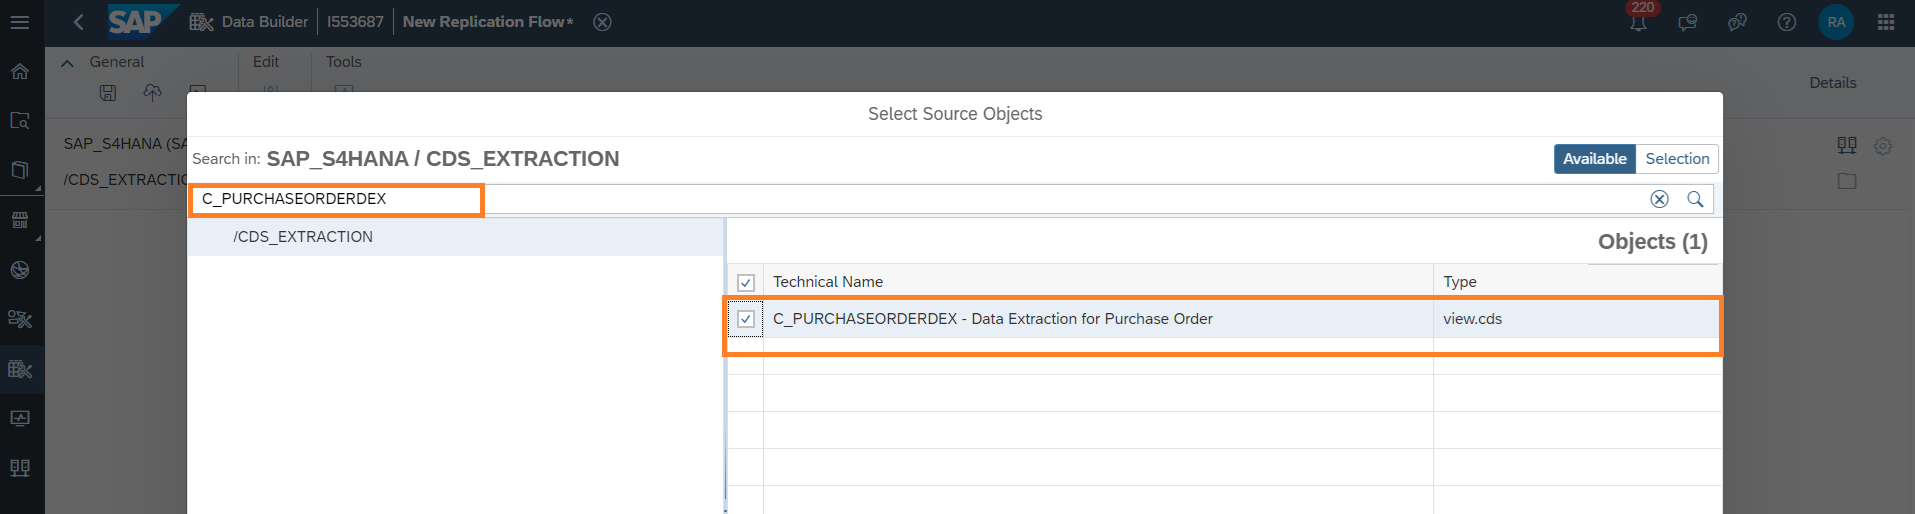 SAP Data Builder I553687 New Replication Flow* 220 RA
General Edit Tools
Details
Select Source Objects
SAP_S4HANA (SA
Search in: SAP_S4HANA / CDS_EXTRACTION Available Selection
/CDS_EXTRACTIO
C_PURCHASEORDERDEX
/CDS_EXTRACTION
Objects (1)
Technical Name Type
C_PURCHASEORDERDEX - Data Extraction for Purchase Order view.cds